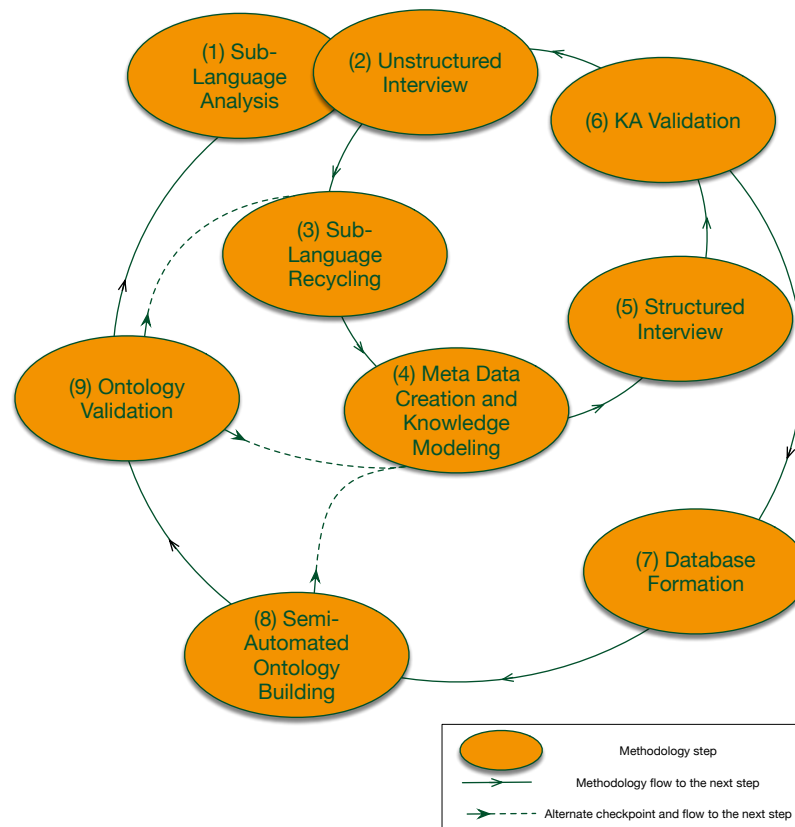 (1) Sub-
Language
Analysis
(2) Unstructured
Interview
(6) KA Validation
(3) Sub-
Language
Recycling
(5) Structured
Interview
(9) Ontology
Validation
(4) Meta Data
Creation and
Knowledge
Modeling
(7) Database
Formation
(8) Semi-
Automated
Ontology
Building
Methodology step
Methodology flow to the next step
Alternate checkpoint and flow to the next step